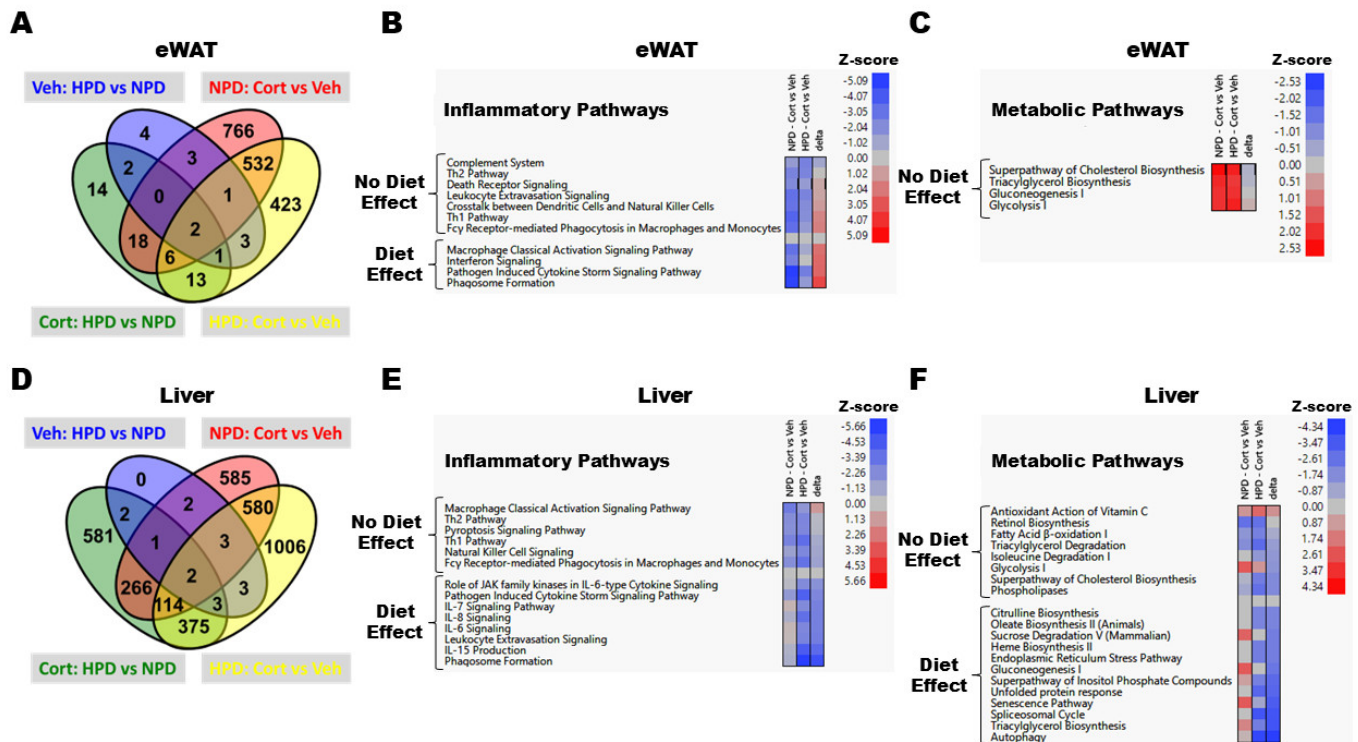 A
eWAT
Veh: HPD vs NPD
NPD: Cort vs Veh
4
766
2
3
532
14
0
1
423
18
2
3
6
1
13
Cort: HPD vs NPD
HPD: Cort vs Veh
B
eWAT
Z-score
Inflammatory Pathways
NPD - Cort vs Veh
HPD - Cort vs Veh
delta
-5.09
-4.07
-3.05
-2.04
-1.02
0.00
1.02
2.04
3.05
4.07
5.09
No Diet
Effect
Complement System
Th2 Pathway
Death Receptor Signaling
Leukocyte Extravasation Signaling
Crosstalk between Dendritic Cells and Natural Killer Cells
Th1 Pathway
Fcy Receptor-mediated Phagocytosis in Macrophages and Monocytes
Diet
Effect
Macrophage Classical Activation Signaling Pathway
Interferon Signaling
Pathogen Induced Cytokine Storm Signaling Pathway
Phagosome Formation
C
eWAT
Z-score
Metabolic Pathways
NPD - Cort vs Veh
HPD - Cort vs Veh
delta
-2.53
-2.02
-1.52
-1.01
-0.51
0.00
0.51
1.01
1.52
2.02
2.53
No Diet
Effect
Superpathway of Cholesterol Biosynthesis
Triacylglycerol Biosynthesis
Gluconeogenesis I
Glycolysis I
D
Liver
Veh: HPD vs NPD
NPD: Cort vs Veh
0
585
2
2
580
581
1
3
1006
266
2
3
114
3
375
Cort: HPD vs NPD
HPD: Cort vs Veh
E
Liver
Z-score
Inflammatory Pathways
NPD - Cort vs Veh
HPD - Cort vs Veh
delta
-5.66
-4.53
-3.39
-2.26
-1.13
0.00
1.13
2.26
3.39
4.53
5.66
No Diet
Effect
Macrophage Classical Activation Signaling Pathway
Th2 Pathway
Pyroptosis Signaling Pathway
Th1 Pathway
Natural Killer Cell Signaling
Fcy Receptor-mediated Phagocytosis in Macrophages and Monocytes
Diet
Effect
Role of JAK family kinases in IL-6-type Cytokine Signaling
Pathogen Induced Cytokine Storm Signaling Pathway
IL-7 Signaling Pathway
IL-8 Signaling
IL-6 Signaling
Leukocyte Extravasation Signaling
IL-15 Production
Phagosome Formation
F
Liver
Z-score
Metabolic Pathways
NPD - Cort vs Veh
HPD - Cort vs Veh
delta
-4.34
-3.47
-2.61
-1.74
-0.87
0.00
0.87
1.74
2.61
3.47
4.34
No Diet
Effect
Antioxidant Action of Vitamin C
Retinol Biosynthesis
Fatty Acid β-oxidation I
Triacylglycerol Degradation
Isoleucine Degradation I
Glycolysis I
Superpathway of Cholesterol Biosynthesis
Phospholipases
Diet
Effect
Citrulline Biosynthesis
Oleate Biosynthesis II (Animals)
Sucrose Degradation V (Mammalian)
Heme Biosynthesis II
Endoplasmic Reticulum Stress Pathway
Gluconeogenesis I
Superpathway of Inositol Phosphate Compounds
Unfolded protein response
Senescence Pathway
Spliceosomal Cycle
Triacylglycerol Biosynthesis
Autophagy